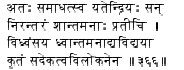 अतः समाधत्स्व यतेन्द्रियः सन्
निरन्तरं शान्तमनाः प्रतीचि ।
विध्वंसय ध्वान्तमनाद्यविद्यया
कृतं सदेकत्वविलोकनेन ॥ ३६६॥